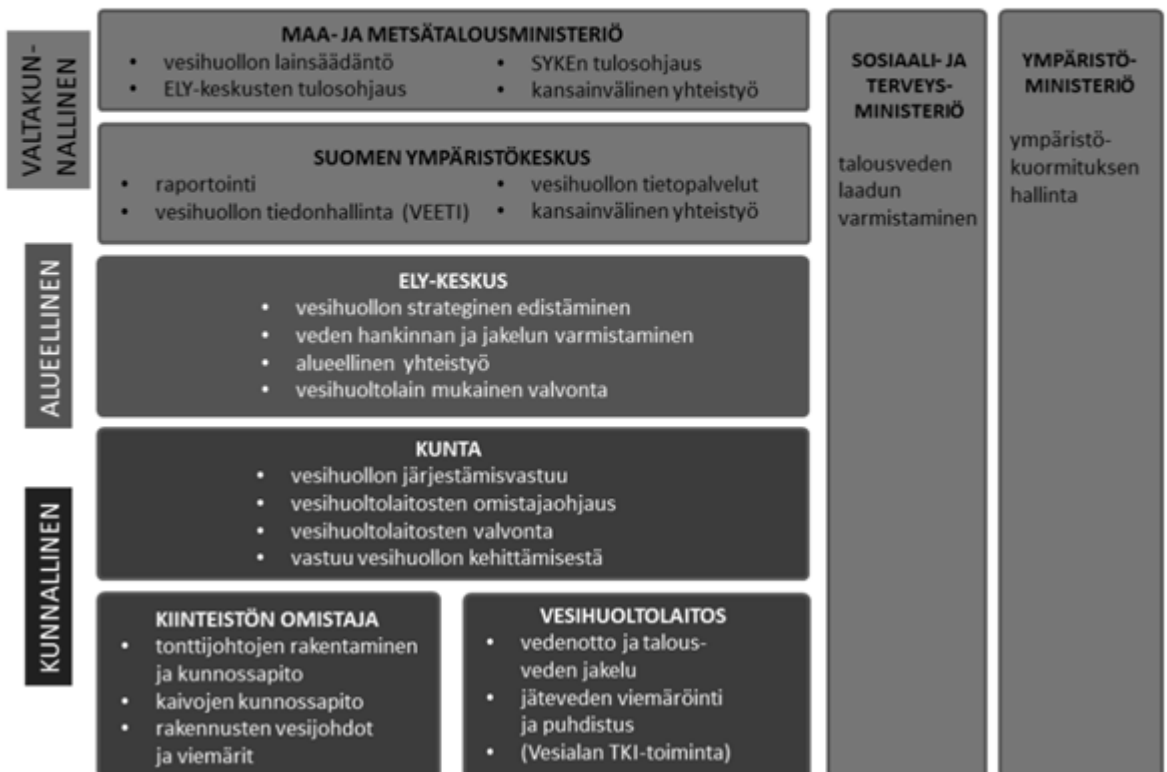 VALTAKUN-
NALLINEN
MAA- JA METSÄTALOUSMINISTERIÖ
• vesihuollon lainsäädäntö
• ELY-keskusten tulosohjaus
• SYKEn tulosohjaus
• kansainvälinen yhteistyö
SUOMEN YMPÄRISTÖKESKUS
• raportointi
• vesihuollon tiedonhallinta (VEETI)
• vesihuollon tietopalvelut
• kansainvälinen yhteistyö
ALUEELLINEN
ELY-KESKUS
• vesihuollon strateginen edistäminen
• veden hankinnan ja jakelun varmistaminen
• alueellinen yhteistyö
• vesihuoltolain mukainen valvonta
KUNNALLINEN
KUNTA
• vesihuollon järjestämisvastuu
• vesihuoltolaitosten omistajaohjaus
• vesihuoltolaitosten valvonta
• vastuu vesihuollon kehittämisestä
KIINTEISTÖN OMISTAJA
• tonttijohtojen rakentaminen
ja kunnossapito
• kaivojen kunnossapito
• rakennusten vesijohdot
ja viemärit
VESIHUOLTOLAITOS
• vedenotto ja talous-
veden jakelu
• jäteveden viemäröinti
ja puhdistus
• (Vesialan TKI-toiminta)
SOSIAALI- JA
TERVEYS-
MINISTERIÖ
talousveden
laadun
varmistaminen
YMPÄRISTÖ-
MINISTERIÖ
ympäristö-
kuormituksen
hallinta